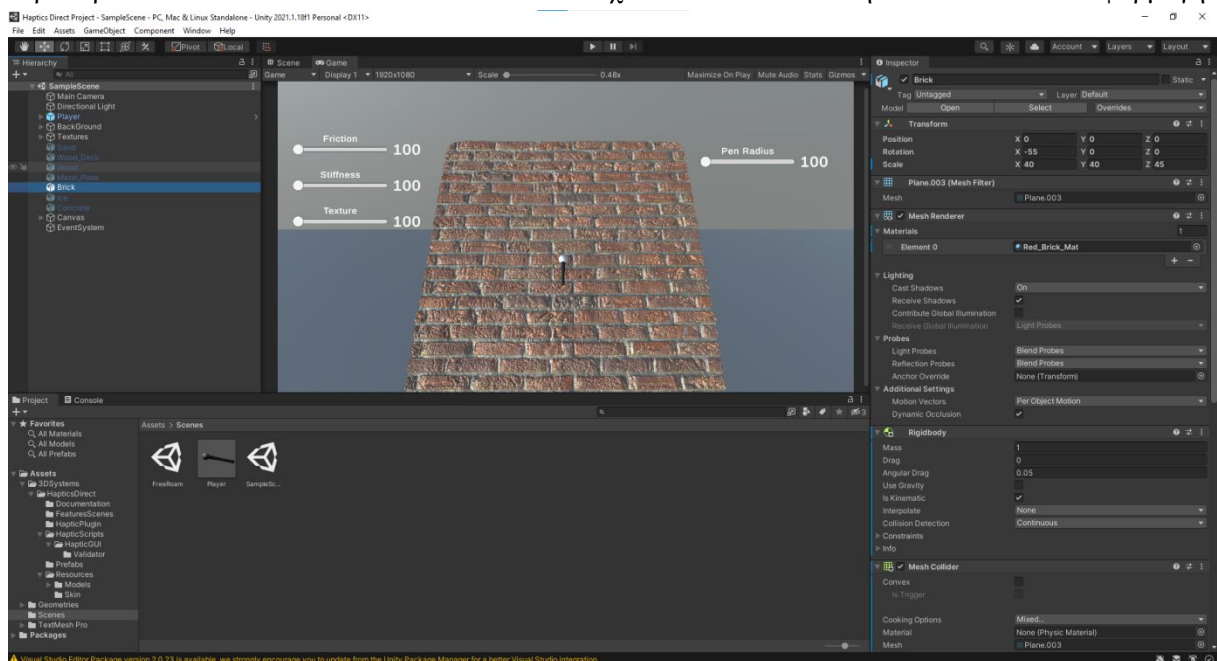 Haptics Direct Project - SampleScene - PC, Mac & Linux Standalone - Unity 2021.1.18f1 Personal <DX11>
File Edit Assets GameObject Component Window Help
Pivot Local Account Layers Layout
Hierarchy
All
SampleScene
Main Camera
Directional Light
Player
BackGround
Textures
Sand
Wood_Deck
Wood
Metal_Plate
Brick
Ice
Concrete
Canvas
EventSystem
Scene Game
Game Display 1 1920x1080 Scale 0.48x Maximize On Play Mute Audio Stats Gizmos
Friction
100
Stiffness
100
Texture
100
Pen Radius
100
Inspector
Brick Static
Tag Untagged Layer Default
Model Open Select Overrides
Transform
Position X 0 Y 0 Z 0
Rotation X -55 Y 0 Z 0
Scale X 40 Y 40 Z 45
Plane.003 (Mesh Filter)
Mesh Plane.003
Mesh Renderer
Materials 1
Element 0 Red_Brick_Mat
Lighting
Cast Shadows On
Receive Shadows
Contribute Global Illumination
Receive Global Illumination Light Probes
Probes
Light Probes Blend Probes
Reflection Probes Blend Probes
Anchor Override None (Transform)
Additional Settings
Motion Vectors Per Object Motion
Dynamic Occlusion
Rigidbody
Mass 1
Drag 0
Angular Drag 0.05
Use Gravity
Is Kinematic
Interpolate None
Collision Detection Continuous
Constraints
Info
Mesh Collider
Convex
Is Trigger
Cooking Options Mixed...
Material None (Physic Material)
Mesh Plane.003
Project Console
3
Favorites
All Materials
All Models
All Prefabs
Assets
3DSystems
HapticsDirect
Documentation
FeaturesScenes
HapticPlugin
HapticScripts
HapticGUI
Validator
Prefabs
Resources
Models
Skin
Geometries
Scenes
TextMesh Pro
Packages
Assets > Scenes
FreeRoam Player SampleSc...
Visual Studio Editor Package version 2.0.23 is available, we strongly encourage you to update from the Unity Package Manager for a better Visual Studio integration